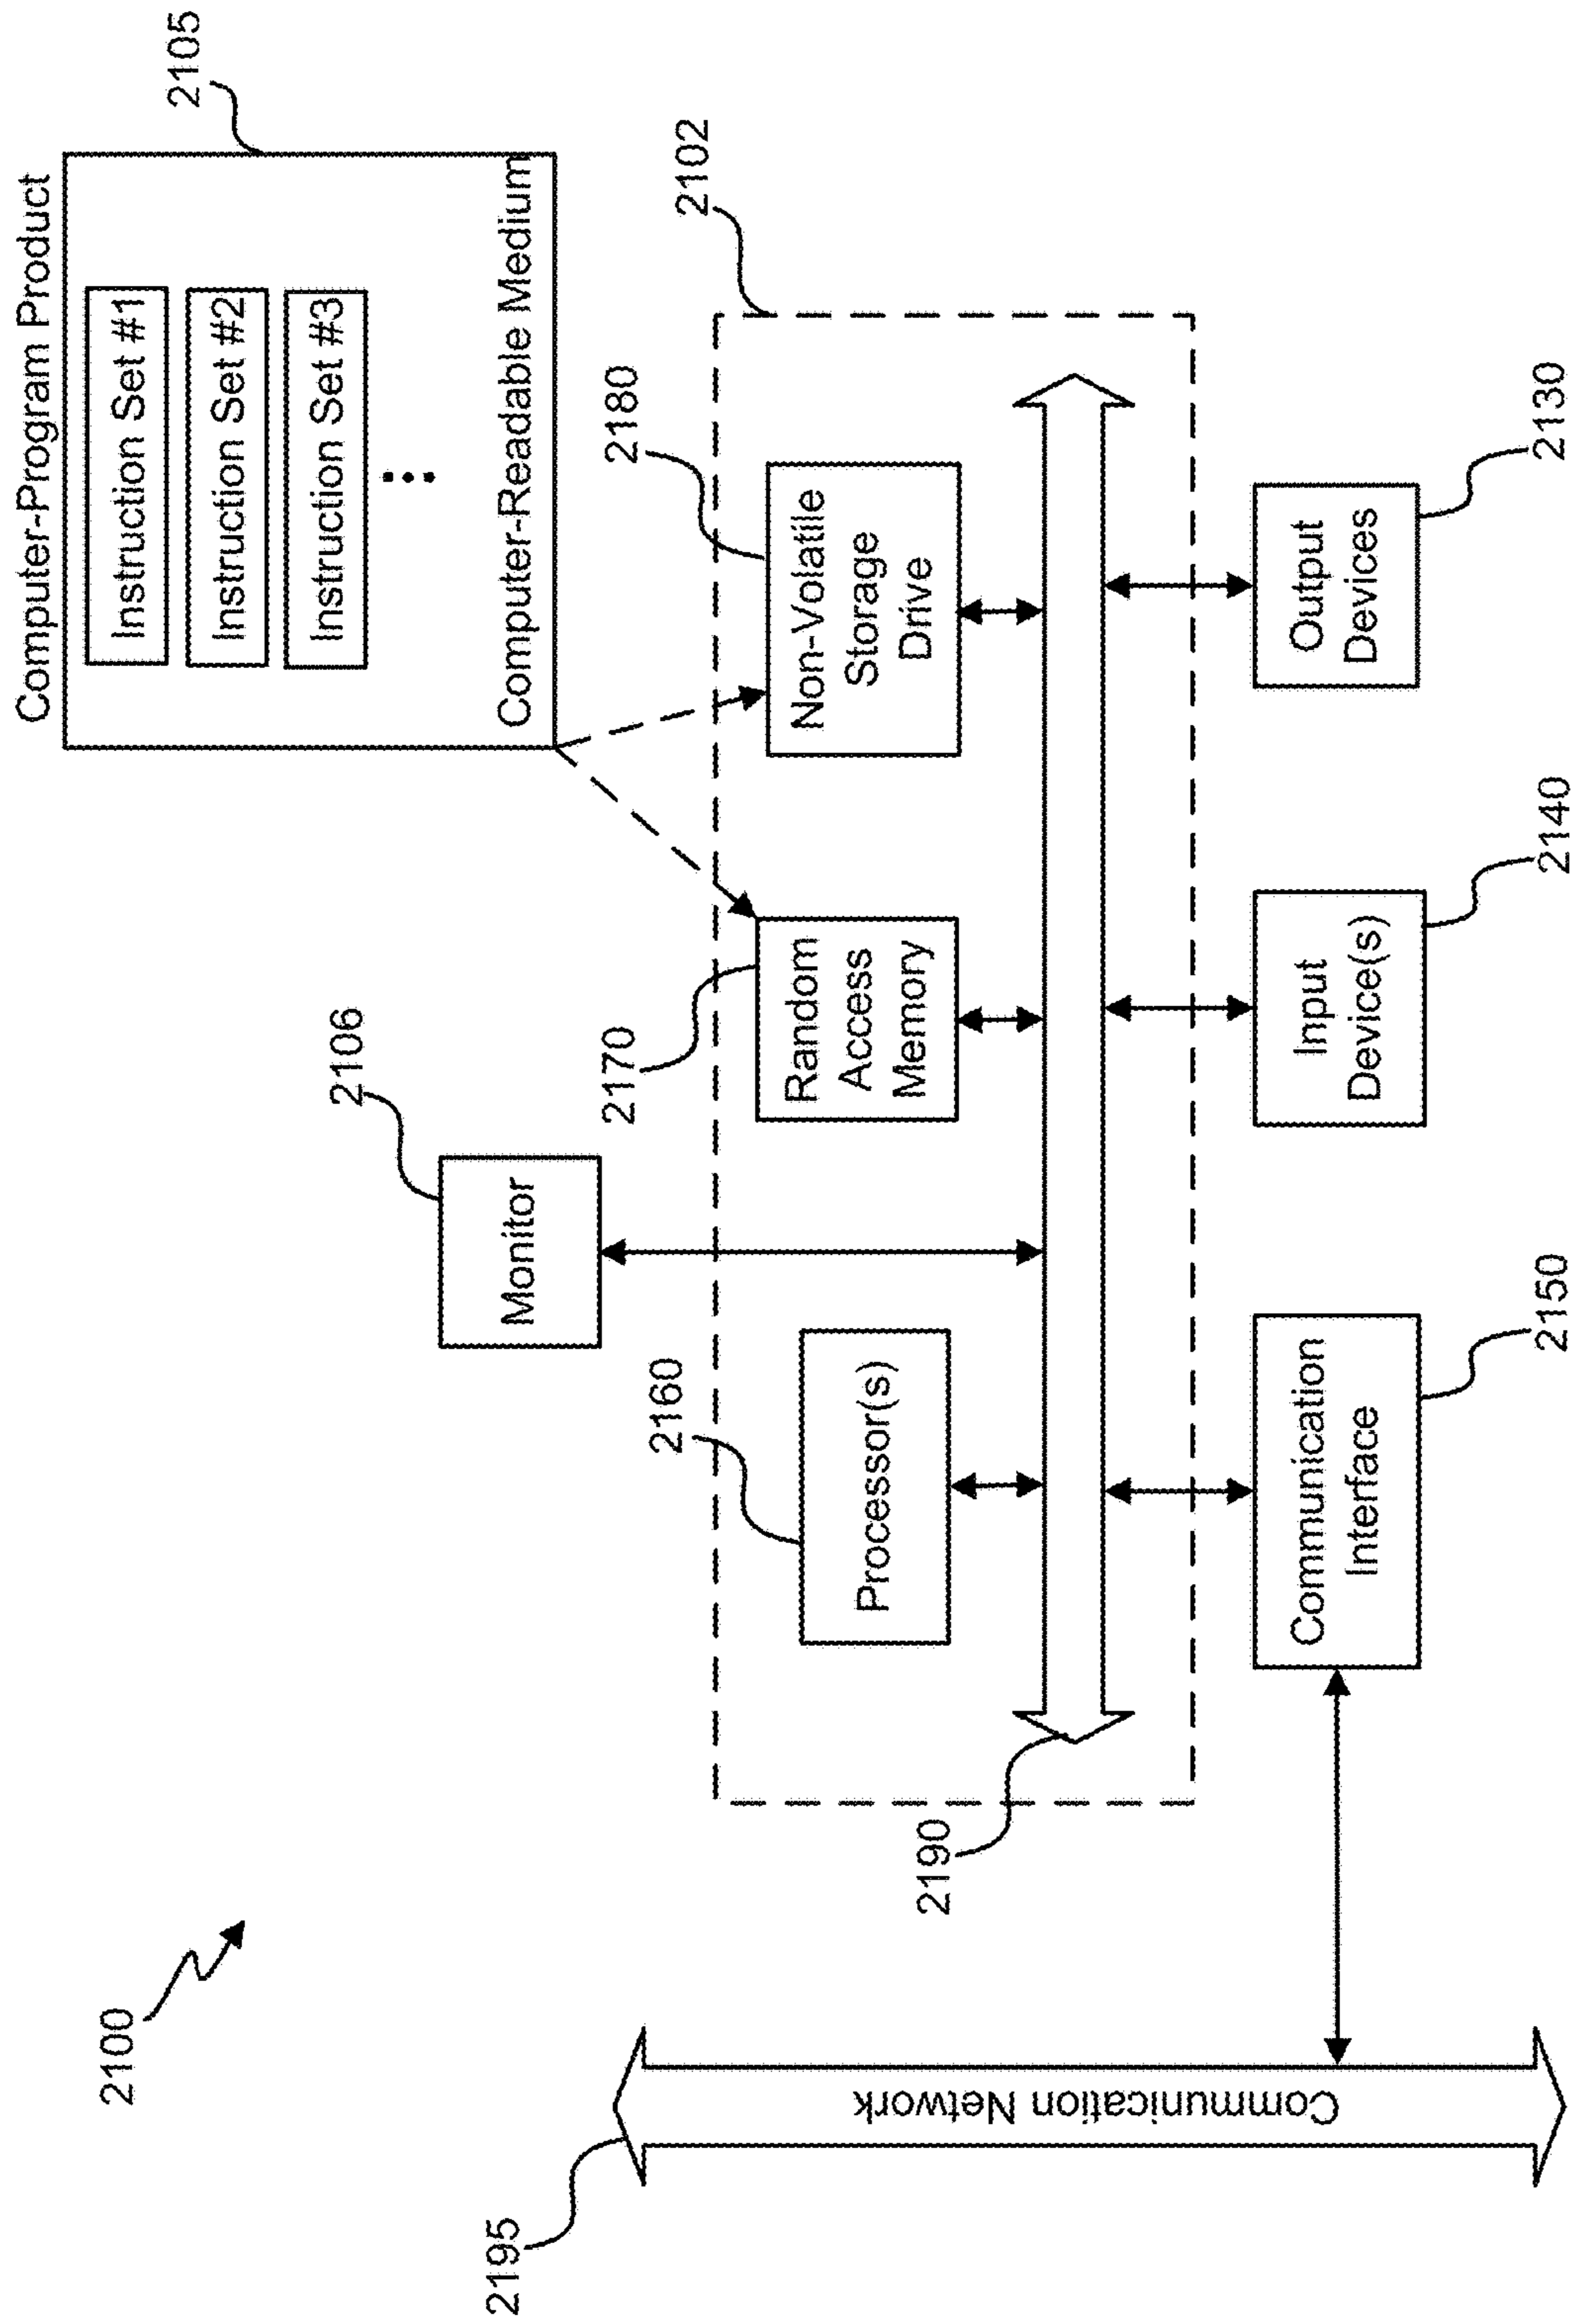 2100
Computer-Program Product
2105
Instruction Set #1
Instruction Set #2
Instruction Set #3
Computer-Readable Medium
2106
Monitor
2102
2160
2170
2180
Processor(s)
Random
Access
Memory
Non-Volatile
Storage
Drive
2190
2195
Communication Network
Communication
Interface
2150
Input
Device(s)
2140
Output
Devices
2130